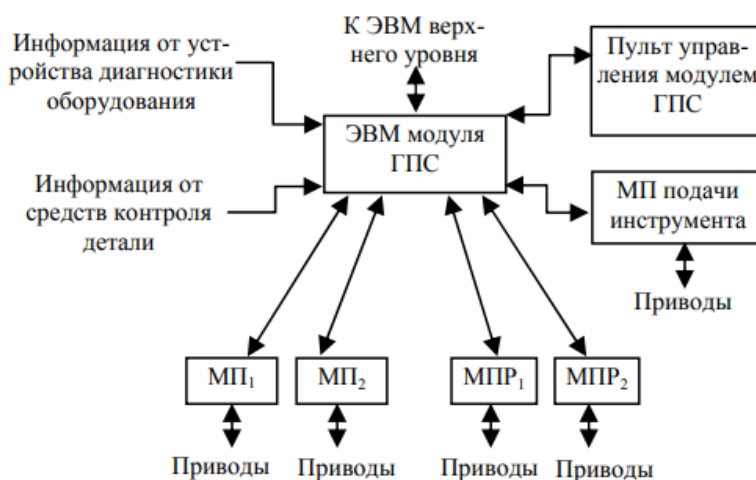 Информация от уст-
ройства диагностики
оборудования
К ЭВМ верх-
него уровня
Пульт управ-
ления модулем
ГПС
ЭВМ модуля
ГПС
Информация от
средств контроля
детали
МП подачи
инструмента
Приводы
МП₁
МП₂
МПР₁
МПР₂
Приводы
Приводы
Приводы
Приводы